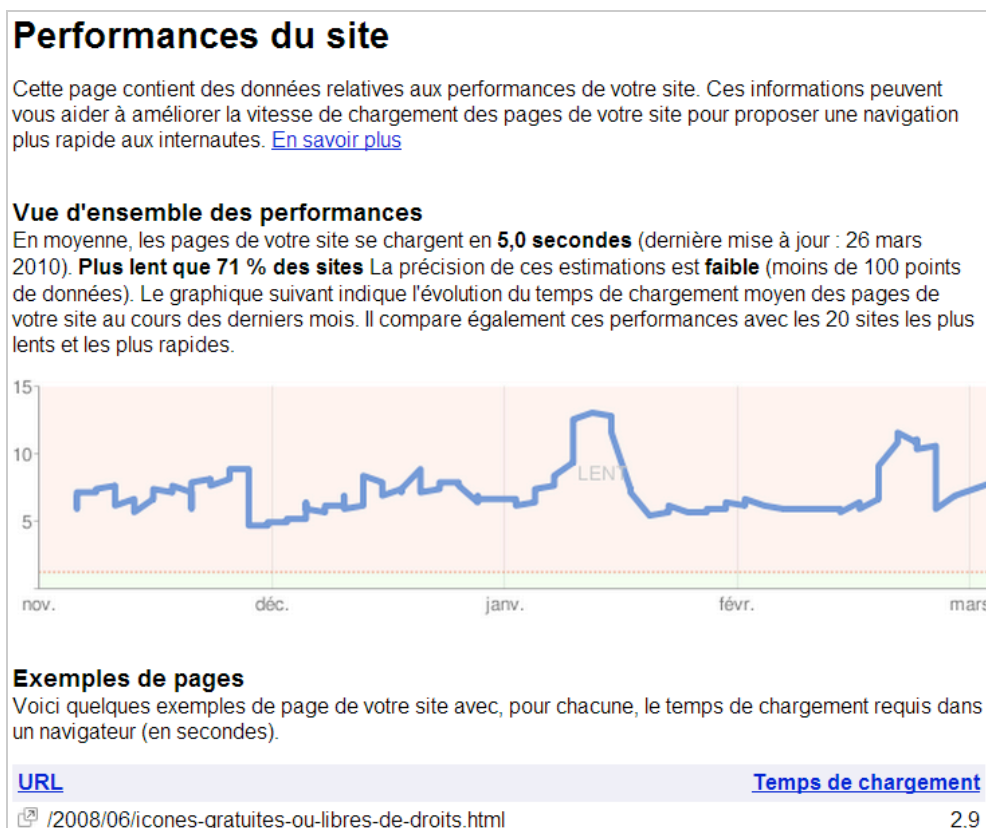 Performances du site
Cette page contient des données relatives aux performances de votre site. Ces informations peuvent
vous aider à améliorer la vitesse de chargement des pages de votre site pour proposer une navigation
plus rapide aux internautes. En savoir plus
Vue d'ensemble des performances
En moyenne, les pages de votre site se chargent en 5,0 secondes (dernière mise à jour : 26 mars
2010). Plus lent que 71 % des sites La précision de ces estimations est faible (moins de 100 points
de données). Le graphique suivant indique l'évolution du temps de chargement moyen des pages de
votre site au cours des derniers mois. Il compare également ces performances avec les 20 sites les plus
lents et les plus rapides.
15
10
LENT
5
nov. déc. janv. févr. mars
Exemples de pages
Voici quelques exemples de page de votre site avec, pour chacune, le temps de chargement requis dans
un navigateur (en secondes).
URL Temps de chargement
/2008/06/icones-gratuites-ou-libres-de-droits.html 2.9